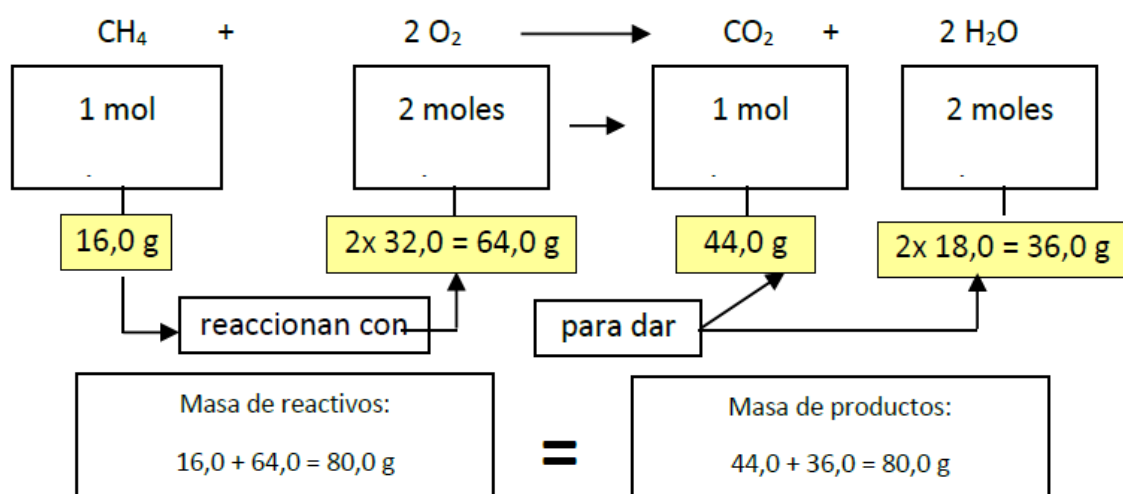 CH₄ + 2 O₂ → CO₂ + 2 H₂O
1 mol 2 moles → 1 mol 2 moles
16,0 g 2x 32,0 = 64,0 g 44,0 g 2x 18,0 = 36,0 g
reaccionan con para dar
Masa de reactivos: Masa de productos:
16,0 + 64,0 = 80,0 g = 44,0 + 36,0 = 80,0 g